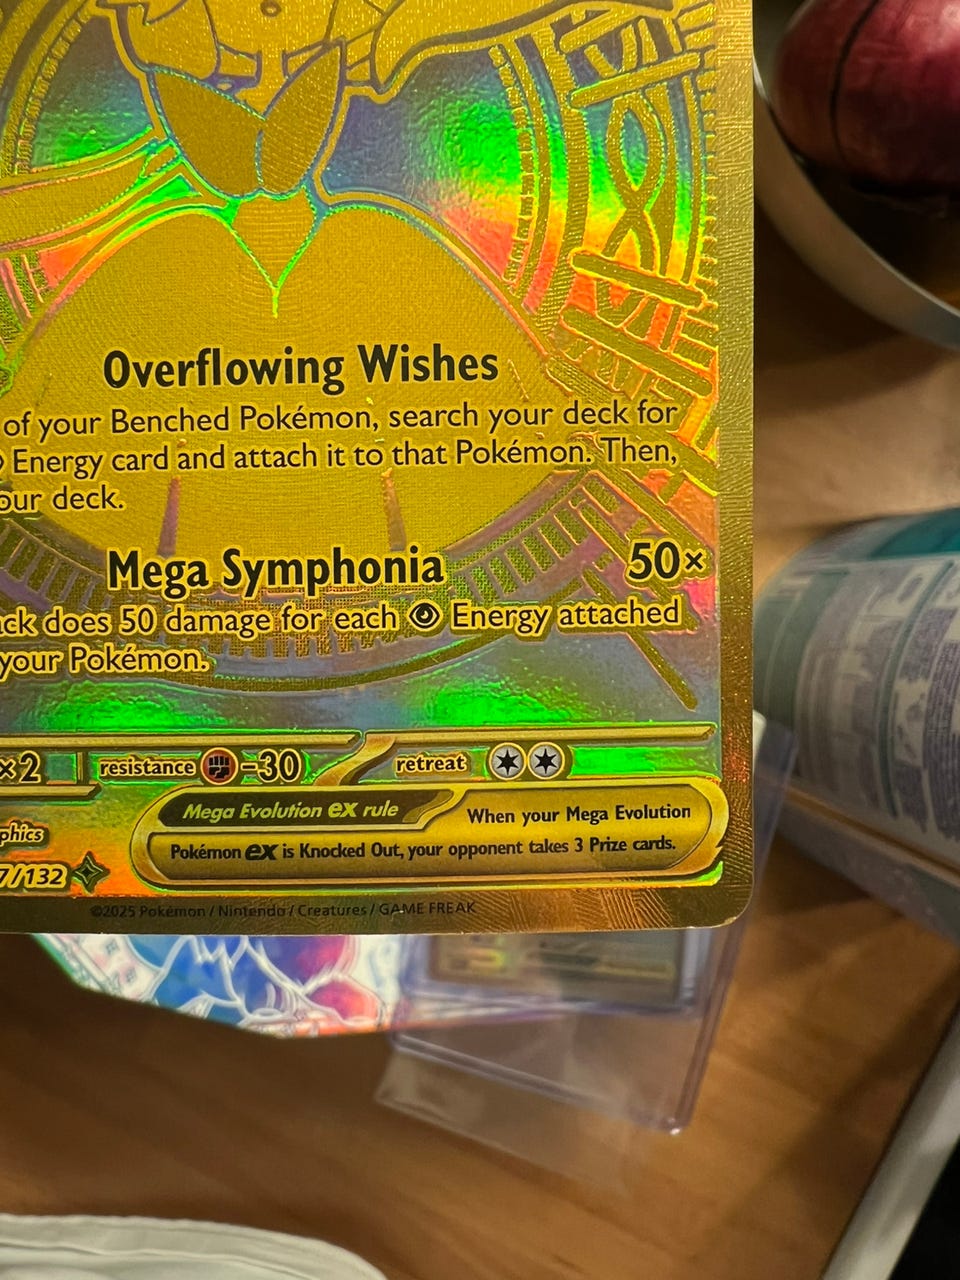 Overflowing Wishes
of your Benched Pokémon, search your deck for
Energy card and attach it to that Pokémon. Then,
our deck.
Mega Symphonia 50×
ck does 50 damage for each Energy attached
your Pokémon.
×2 resistance -30 retreat
Mega Evolution ex rule When your Mega Evolution
Pokémon ex is Knocked Out, your opponent takes 3 Prize cards.
phics
7/132
©2025 Pokémon / Nintendo / Creatures / GAME FREAK